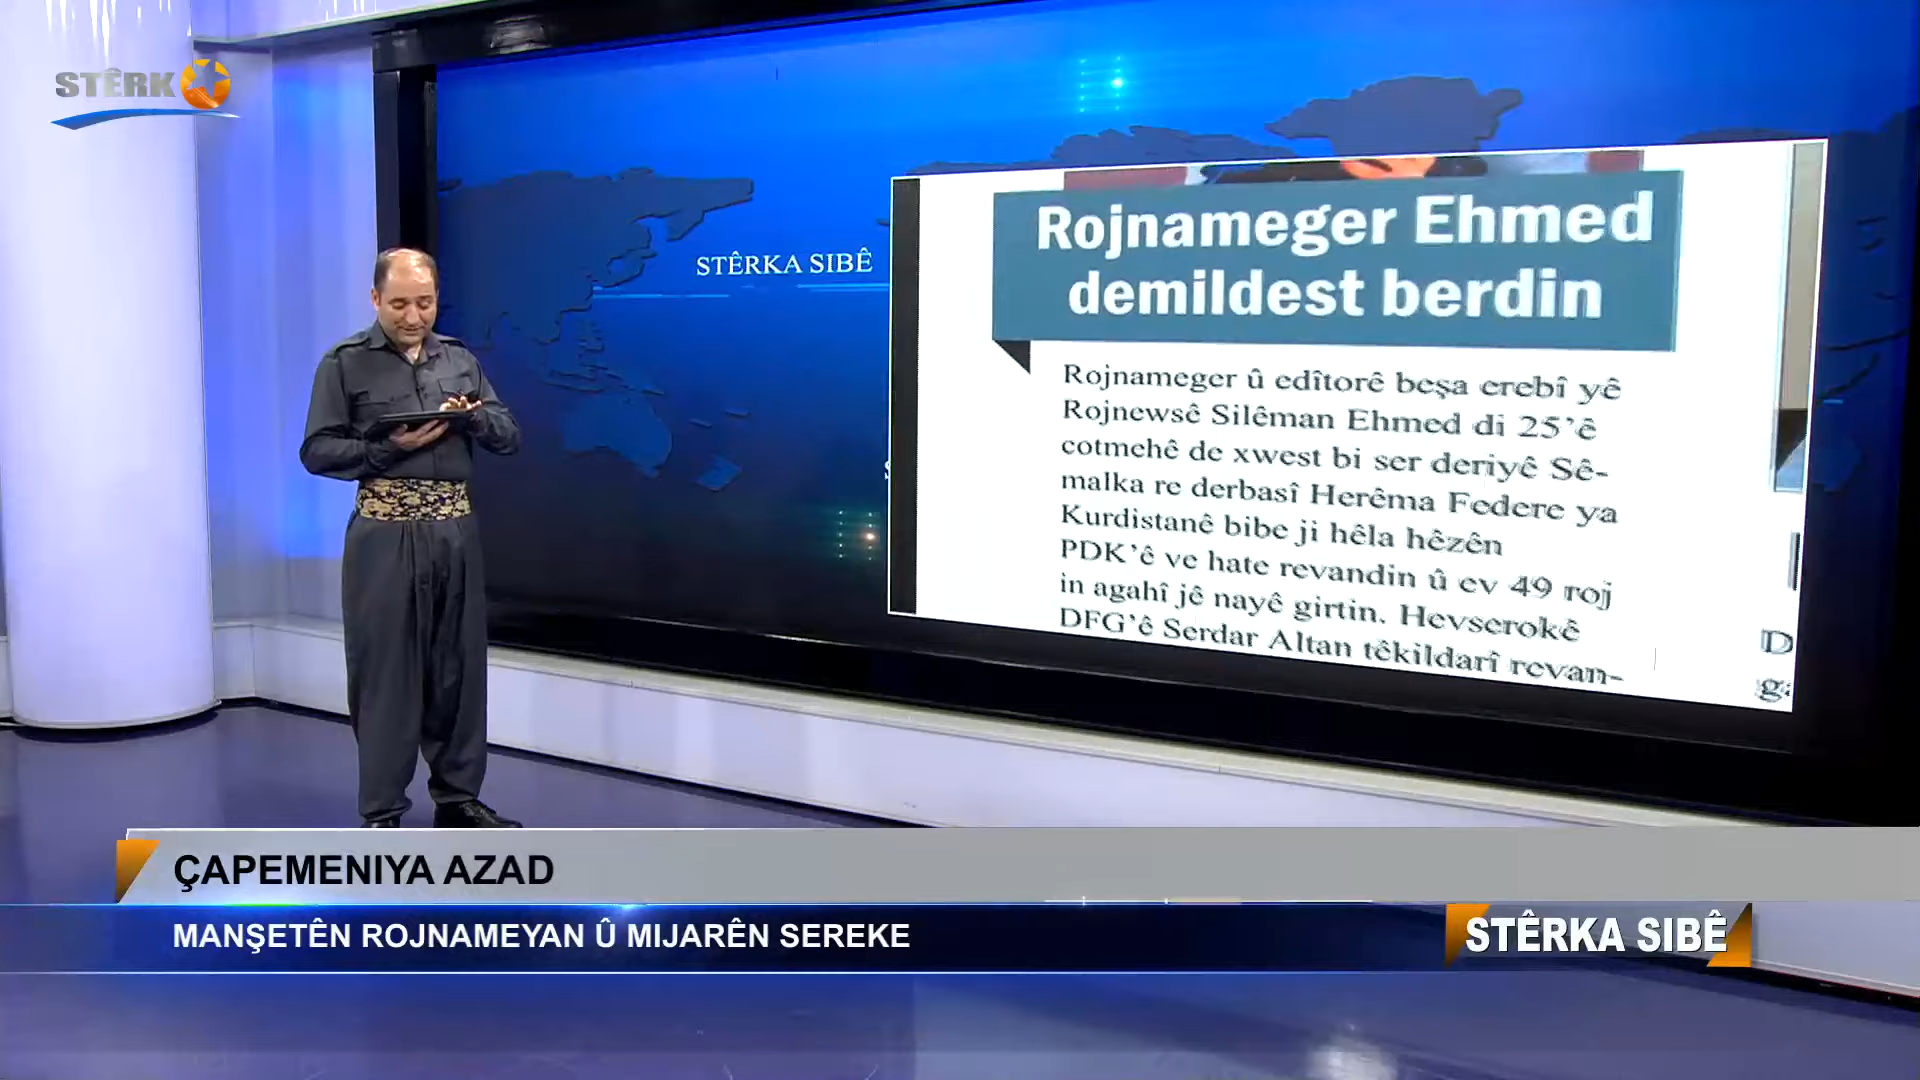 STÊRK
STÊRKA SIBÊ
Rojnameger Ehmed
demildest berdin
Rojnameger û edîtorê beşa erebî yê
Rojnewsê Silêman Ehmed di 25'ê
cotmehê de xwest bi ser deriyê Sê-
malka re derbasî Herêma Federe ya
Kurdistanê bibe ji hêla hêzên
PDK'ê ve hate revandin û ev 49 roj
in agahî jê nayê girtin. Hevserokê
DFG'ê Serdar Altan têkildarî revan-
D
ÇAPEMENIYA AZAD
MANŞETÊN ROJNAMEYAN Û MIJARÊN SEREKE
STÊRKA SIBÊ